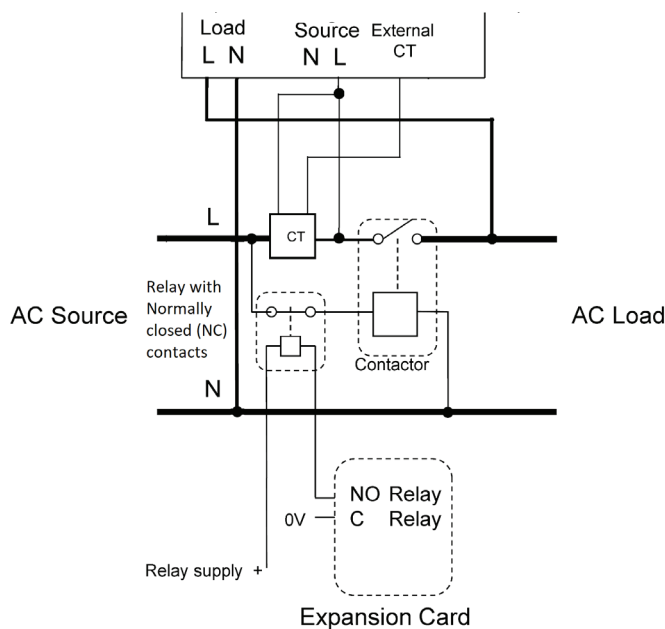 Load Source External
L N N L CT
L
CT
Relay with
Normally
closed (NC)
contacts
AC Source
AC Load
Contactor
N
NO Relay
0V C Relay
Relay supply +
Expansion Card